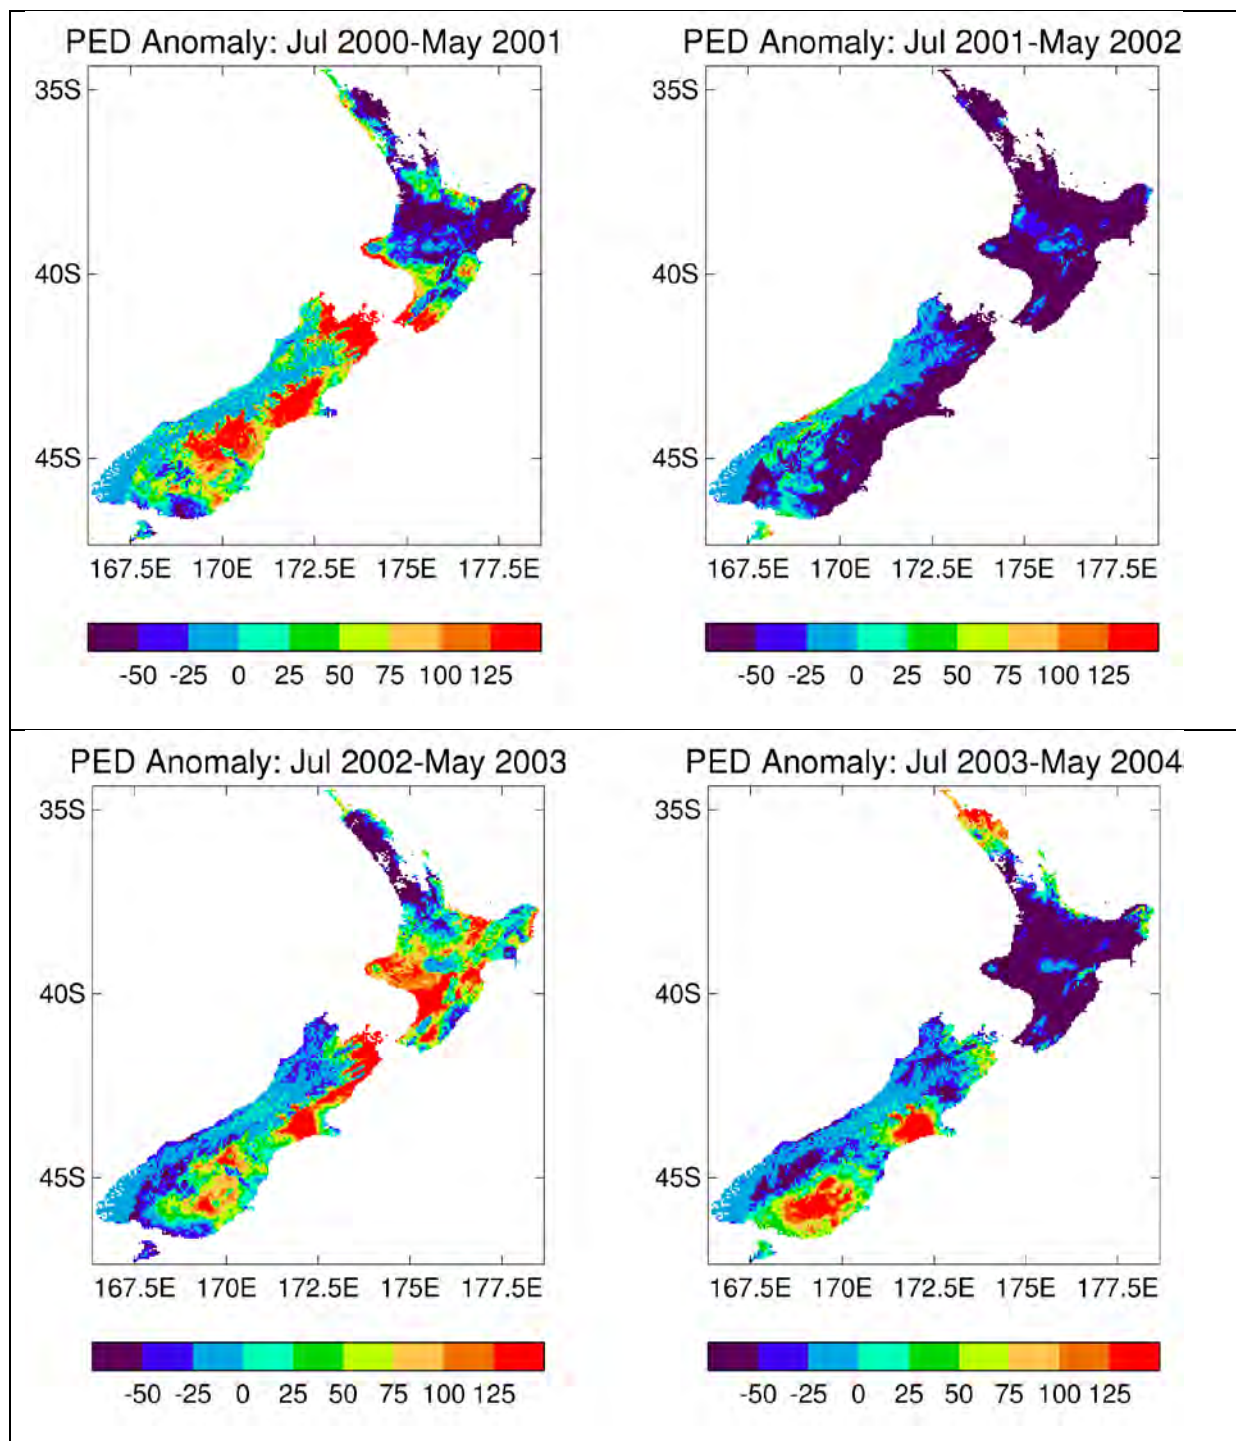 PED Anomaly: Jul 2000-May 2001
35S
40S
45S
167.5E 170E 172.5E 175E 177.5E
-50 -25 0 25 50 75 100 125
PED Anomaly: Jul 2001-May 2002
35S
40S
45S
167.5E 170E 172.5E 175E 177.5E
-50 -25 0 25 50 75 100 125
PED Anomaly: Jul 2002-May 2003
35S
40S
45S
167.5E 170E 172.5E 175E 177.5E
-50 -25 0 25 50 75 100 125
PED Anomaly: Jul 2003-May 2004
35S
40S
45S
167.5E 170E 172.5E 175E 177.5E
-50 -25 0 25 50 75 100 125